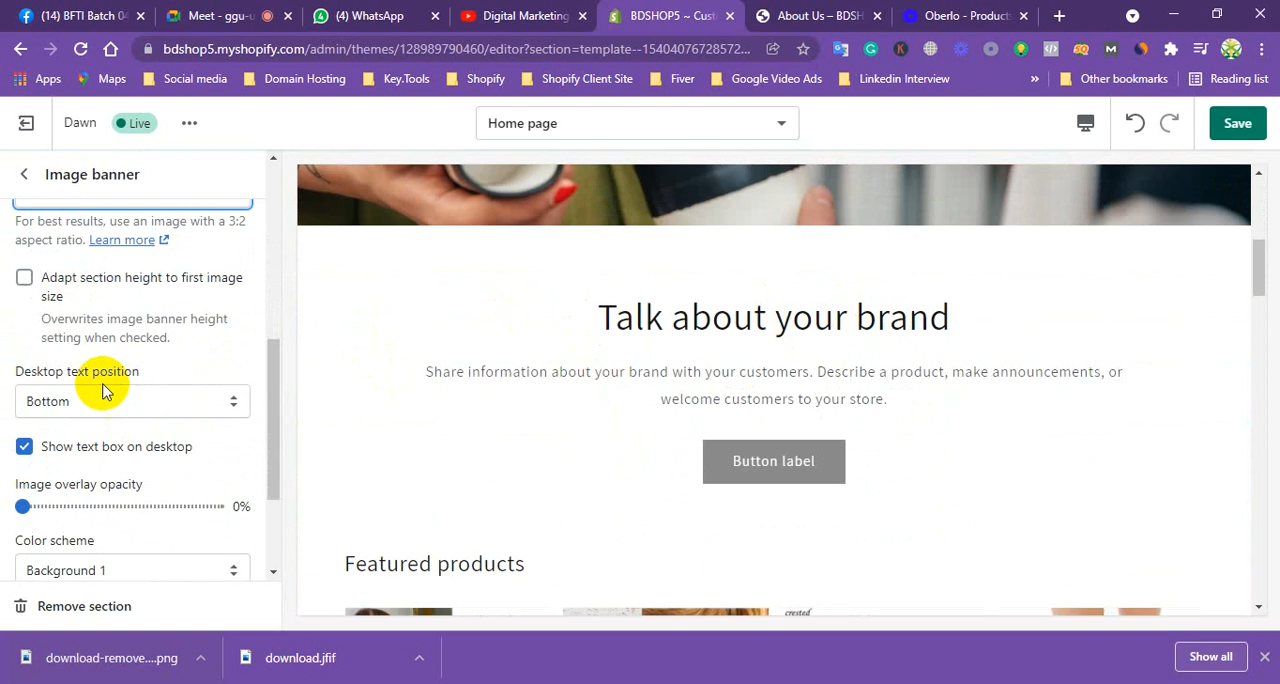 (14) BFTI Batch 04
Meet - ggu-u
(4) WhatsApp
Digital Marketing
BDSHOP5 ~ Cust
About Us – BDSH
Oberlo - Product
bdshop5.myshopify.com/admin/themes/128989790460/editor?section=template--15404076728572...
Apps
Maps
Social media
Domain Hosting
Key.Tools
Shopify
Shopify Client Site
Fiver
Google Video Ads
Linkedin Interview
»
Other bookmarks
Reading list
Dawn
Live
Home page
Save
Image banner
For best results, use an image with a 3:2
aspect ratio. Learn more
Adapt section height to first image
size
Overwrites image banner height
setting when checked.
Desktop text position
Bottom
Show text box on desktop
Image overlay opacity
0%
Color scheme
Background 1
Remove section
Talk about your brand
Share information about your brand with your customers. Describe a product, make announcements, or
welcome customers to your store.
Button label
Featured products
crested
download-remove....png
download.jfif
Show all